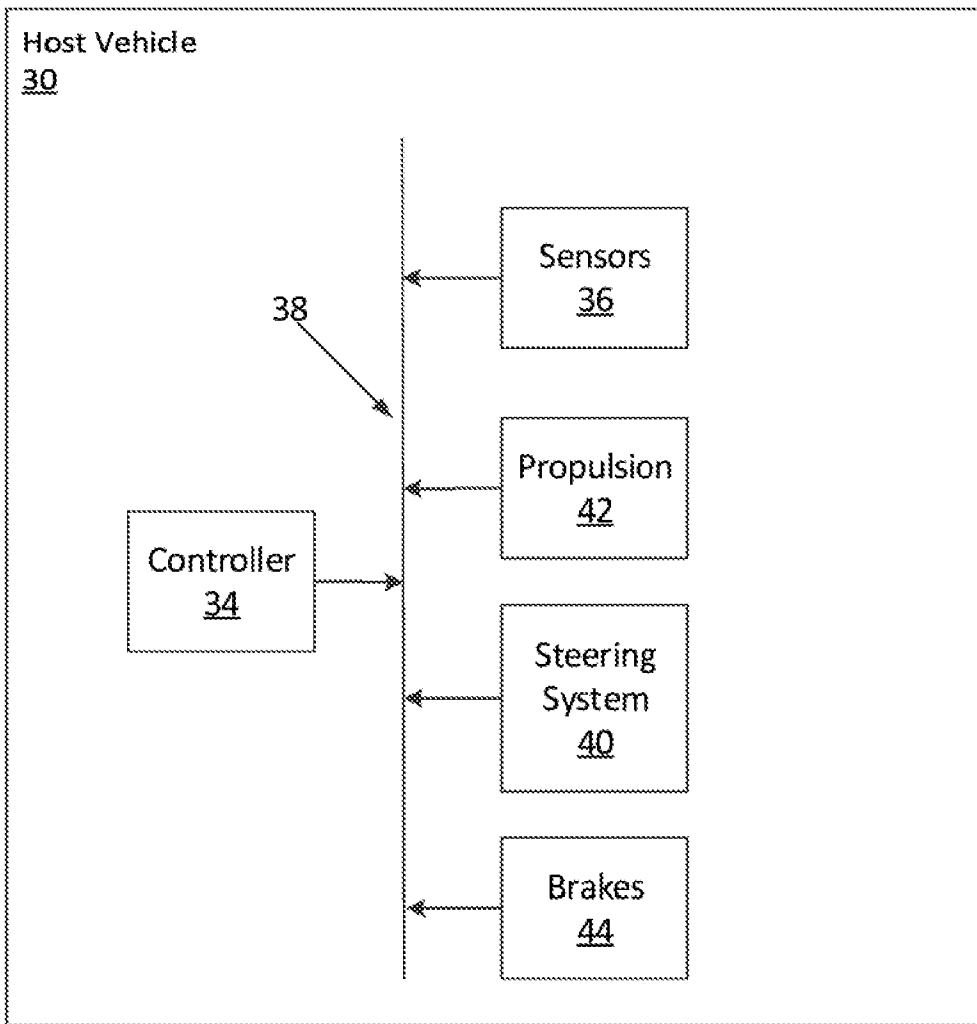 Host Vehicle
30
Sensors
36
38
Propulsion
42
Controller
34
Steering
System
40
Brakes
44